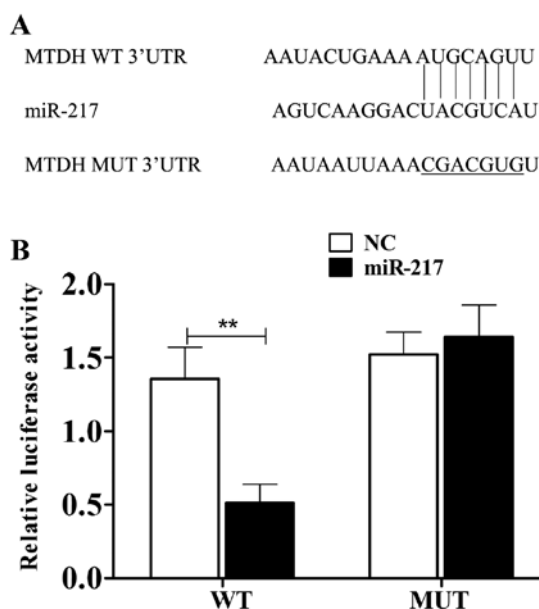 A
MTDH WT 3'UTR AAUACUGAAA AUGCAGUU
miR-217 AGUCAAGGACUACGUCAU
MTDH MUT 3'UTR AAUAAUUAAACGACGUGU
B
NC
miR-217
Relative luciferase activity
2.0
1.5
1.0
0.5
0.0
**
WT MUT